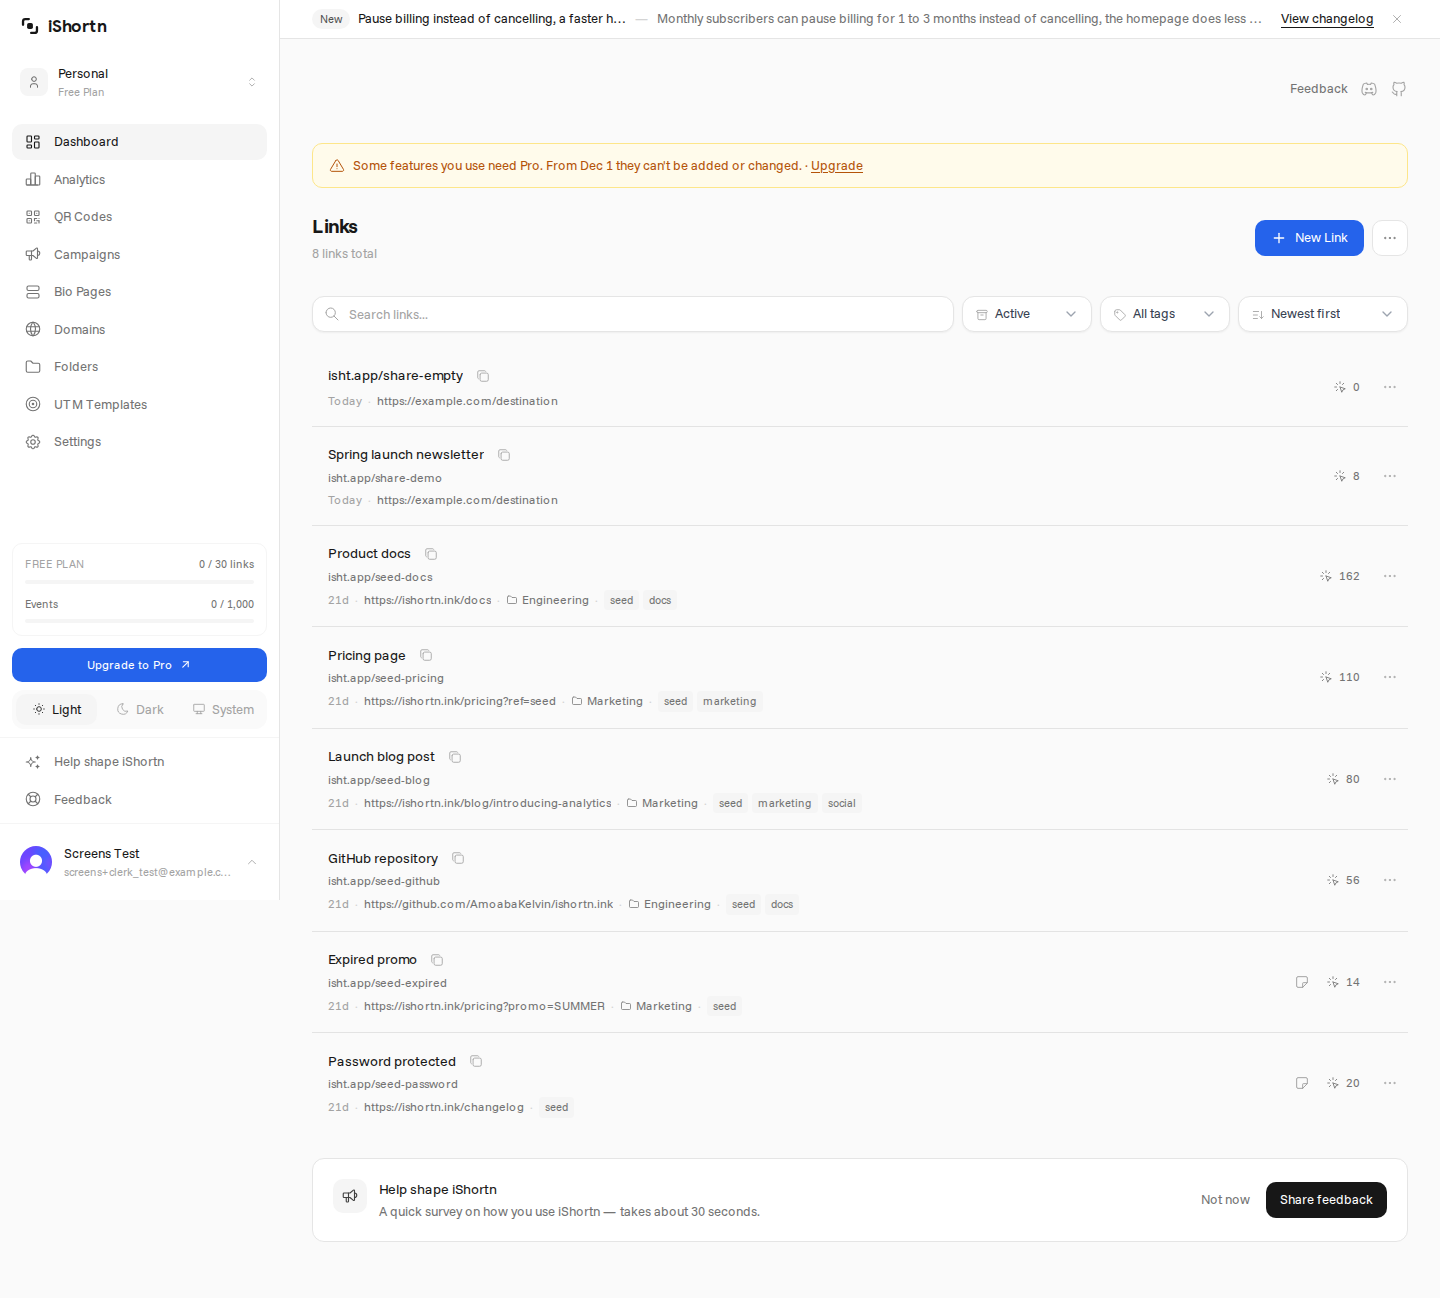 iShortn
Personal
Free Plan
Dashboard
Analytics
QR Codes
Campaigns
Bio Pages
Domains
Folders
UTM Templates
Settings
FREE PLAN 0 / 30 links
Events 0 / 1,000
Upgrade to Pro
Light Dark System
Help shape iShortn
Feedback
Screens Test
screens+clerk_test@example.c...
New Pause billing instead of cancelling, a faster h... — Monthly subscribers can pause billing for 1 to 3 months instead of cancelling, the homepage does less ... View changelog
Feedback
Some features you use need Pro. From Dec 1 they can't be added or changed. · Upgrade
Links
8 links total
New Link
Search links...
Active
All tags
Newest first
isht.app/share-empty
Today · https://example.com/destination
0
Spring launch newsletter
isht.app/share-demo
Today · https://example.com/destination
8
Product docs
isht.app/seed-docs
21d · https://ishortn.ink/docs · Engineering · seed docs
162
Pricing page
isht.app/seed-pricing
21d · https://ishortn.ink/pricing?ref=seed · Marketing · seed marketing
110
Launch blog post
isht.app/seed-blog
21d · https://ishortn.ink/blog/introducing-analytics · Marketing · seed marketing social
80
GitHub repository
isht.app/seed-github
21d · https://github.com/AmoabaKelvin/ishortn.ink · Engineering · seed docs
56
Expired promo
isht.app/seed-expired
21d · https://ishortn.ink/pricing?promo=SUMMER · Marketing · seed
14
Password protected
isht.app/seed-password
21d · https://ishortn.ink/changelog · seed
20
Help shape iShortn
A quick survey on how you use iShortn — takes about 30 seconds.
Not now
Share feedback